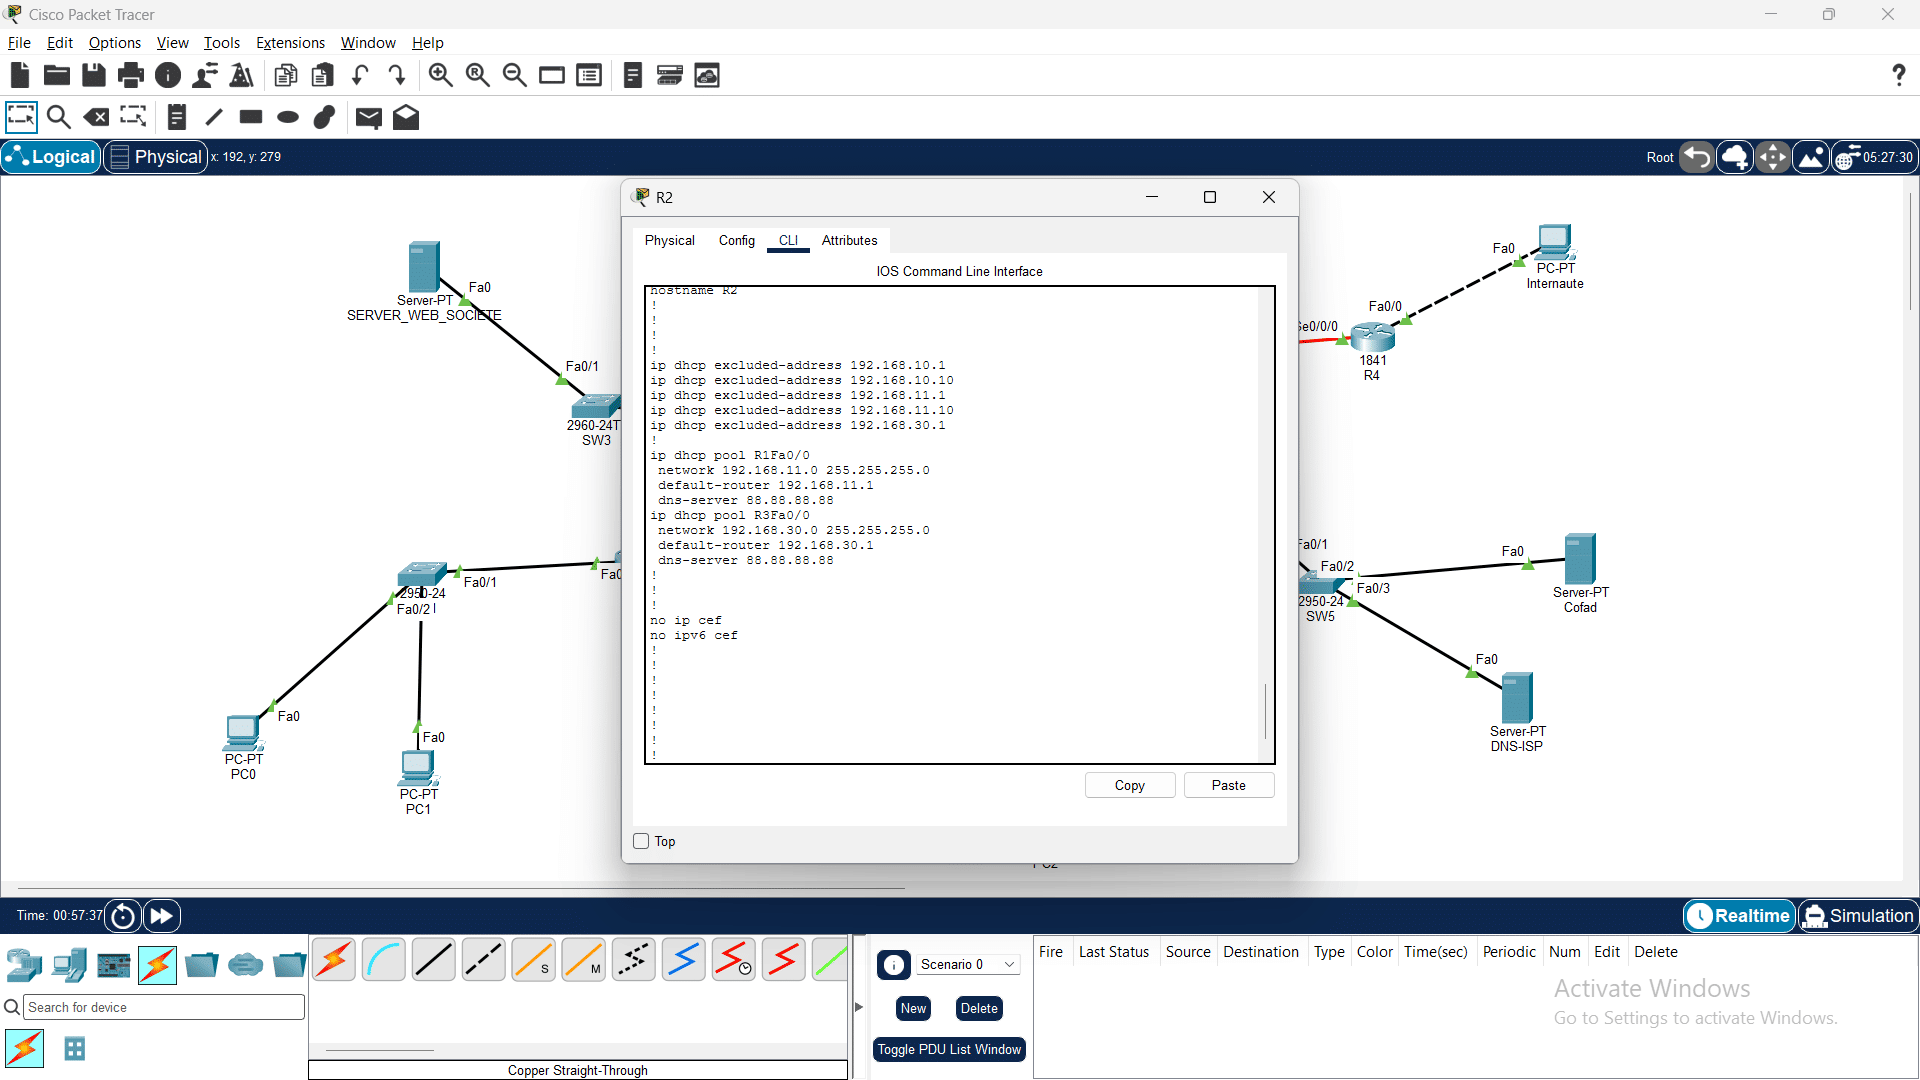 Cisco Packet Tracer
File Edit Options View Tools Extensions Window Help
Logical Physical x: 192, y: 279 Root 05:27:30
R2
Physical Config CLI Attributes
IOS Command Line Interface
hostname R2
!
!
!
!
ip dhcp excluded-address 192.168.10.1
ip dhcp excluded-address 192.168.10.10
ip dhcp excluded-address 192.168.11.1
ip dhcp excluded-address 192.168.11.10
ip dhcp excluded-address 192.168.30.1
!
ip dhcp pool R1Fa0/0
network 192.168.11.0 255.255.255.0
default-router 192.168.11.1
dns-server 88.88.88.88
ip dhcp pool R3Fa0/0
network 192.168.30.0 255.255.255.0
default-router 192.168.30.1
dns-server 88.88.88.88
!
!
!
no ip cef
no ipv6 cef
!
!
!
!
!
!
!
!
Copy Paste
Top
Fa0
Server-PT
SERVER_WEB_SOCIETE
Fa0/1
2960-24T
SW3
Fa0/1
2950-24
Fa0/2
Fa0
PC-PT
PC0
Fa0
PC-PT
PC1
Fa0
PC-PT
Internaute
Fa0/0
Se0/0/0
1841
R4
Fa0/1
Fa0/2
Fa0/3
2950-24
SW5
Fa0
Server-PT
Cofad
Fa0
Server-PT
DNS-ISP
Time: 00:57:37 Realtime Simulation
Search for device
S M
Copper Straight-Through
Scenario 0
New Delete
Toggle PDU List Window
Fire Last Status Source Destination Type Color Time(sec) Periodic Num Edit Delete
Activate Windows
Go to Settings to activate Windows.